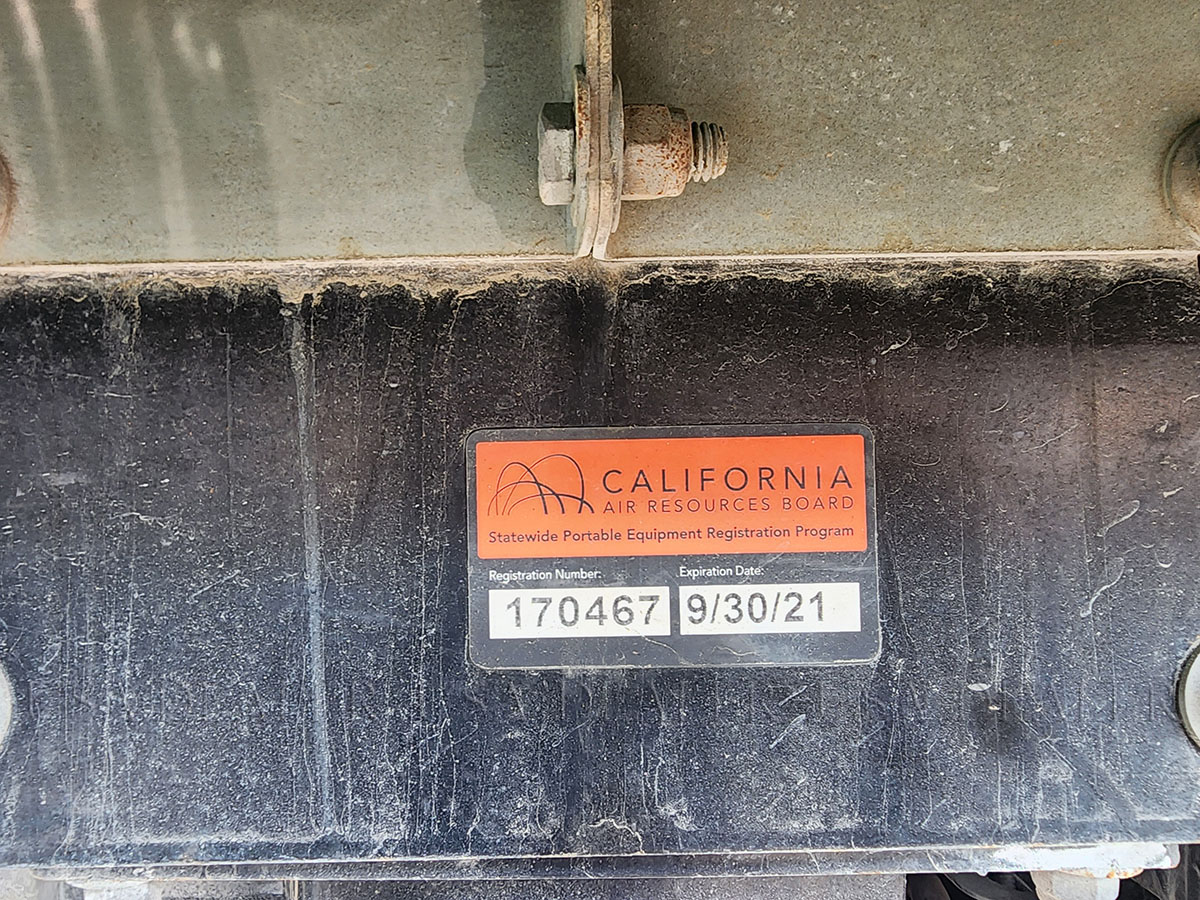 CALIFORNIA
AIR RESOURCES BOARD
Statewide Portable Equipment Registration Program
Registration Number: Expiration Date:
170467 9/30/21